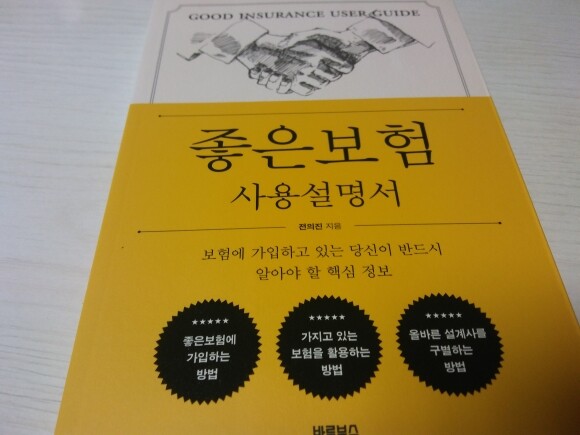 GOOD INSURANCE USER GUIDE
좋은보험
사용설명서
전의진 지음
보험에 가입하고 있는 당신이 반드시
알아야 할 핵심 정보
★★★★★
좋은보험에
가입하는
방법
★★★★★
가지고 있는
보험을 활용하는
방법
★★★★★
올바른 설계사를
구별하는
방법
바른북스